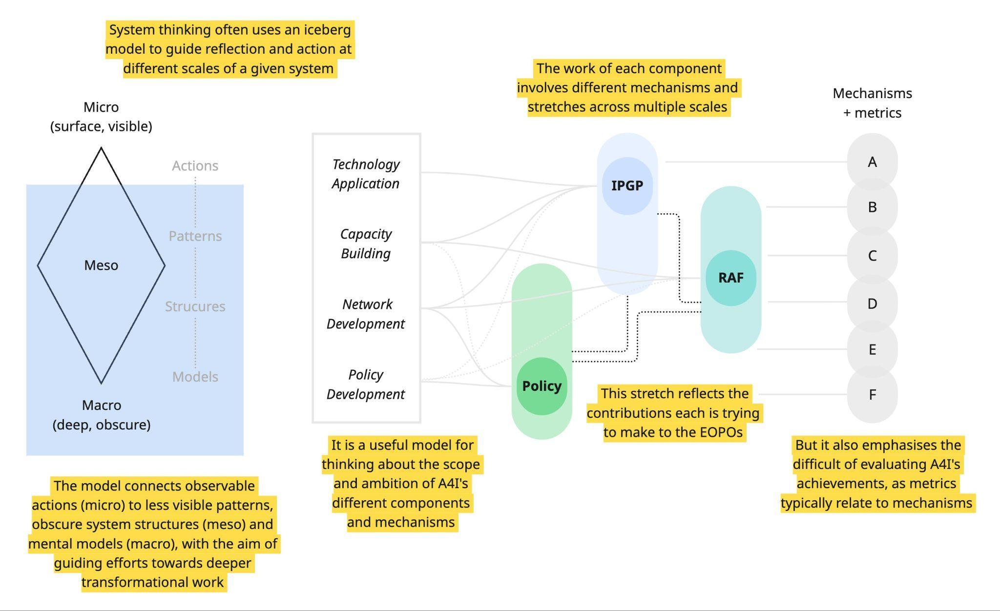 System thinking often uses an iceberg
model to guide reflection and action at
different scales of a given system
Micro
(surface, visible)
Actions
Patterns
Meso
Strucures
Models
Macro
(deep, obscure)
The model connects observable
actions (micro) to less visible patterns,
obscure system structures (meso) and
mental models (macro), with the aim of
guiding efforts towards deeper
transformational work
Technology
Application
Capacity
Building
Network
Development
Policy
Development
It is a useful model for
thinking about the scope
and ambition of A4I's
different components
and mechanisms
The work of each component
involves different mechanisms and
stretches across multiple scales
IPGP
RAF
Policy
This stretch reflects the
contributions each is trying
to make to the EOPOs
Mechanisms
+ metrics
A
B
C
D
E
F
But it also emphasises the
difficult of evaluating A4I's
achievements, as metrics
typically relate to mechanisms